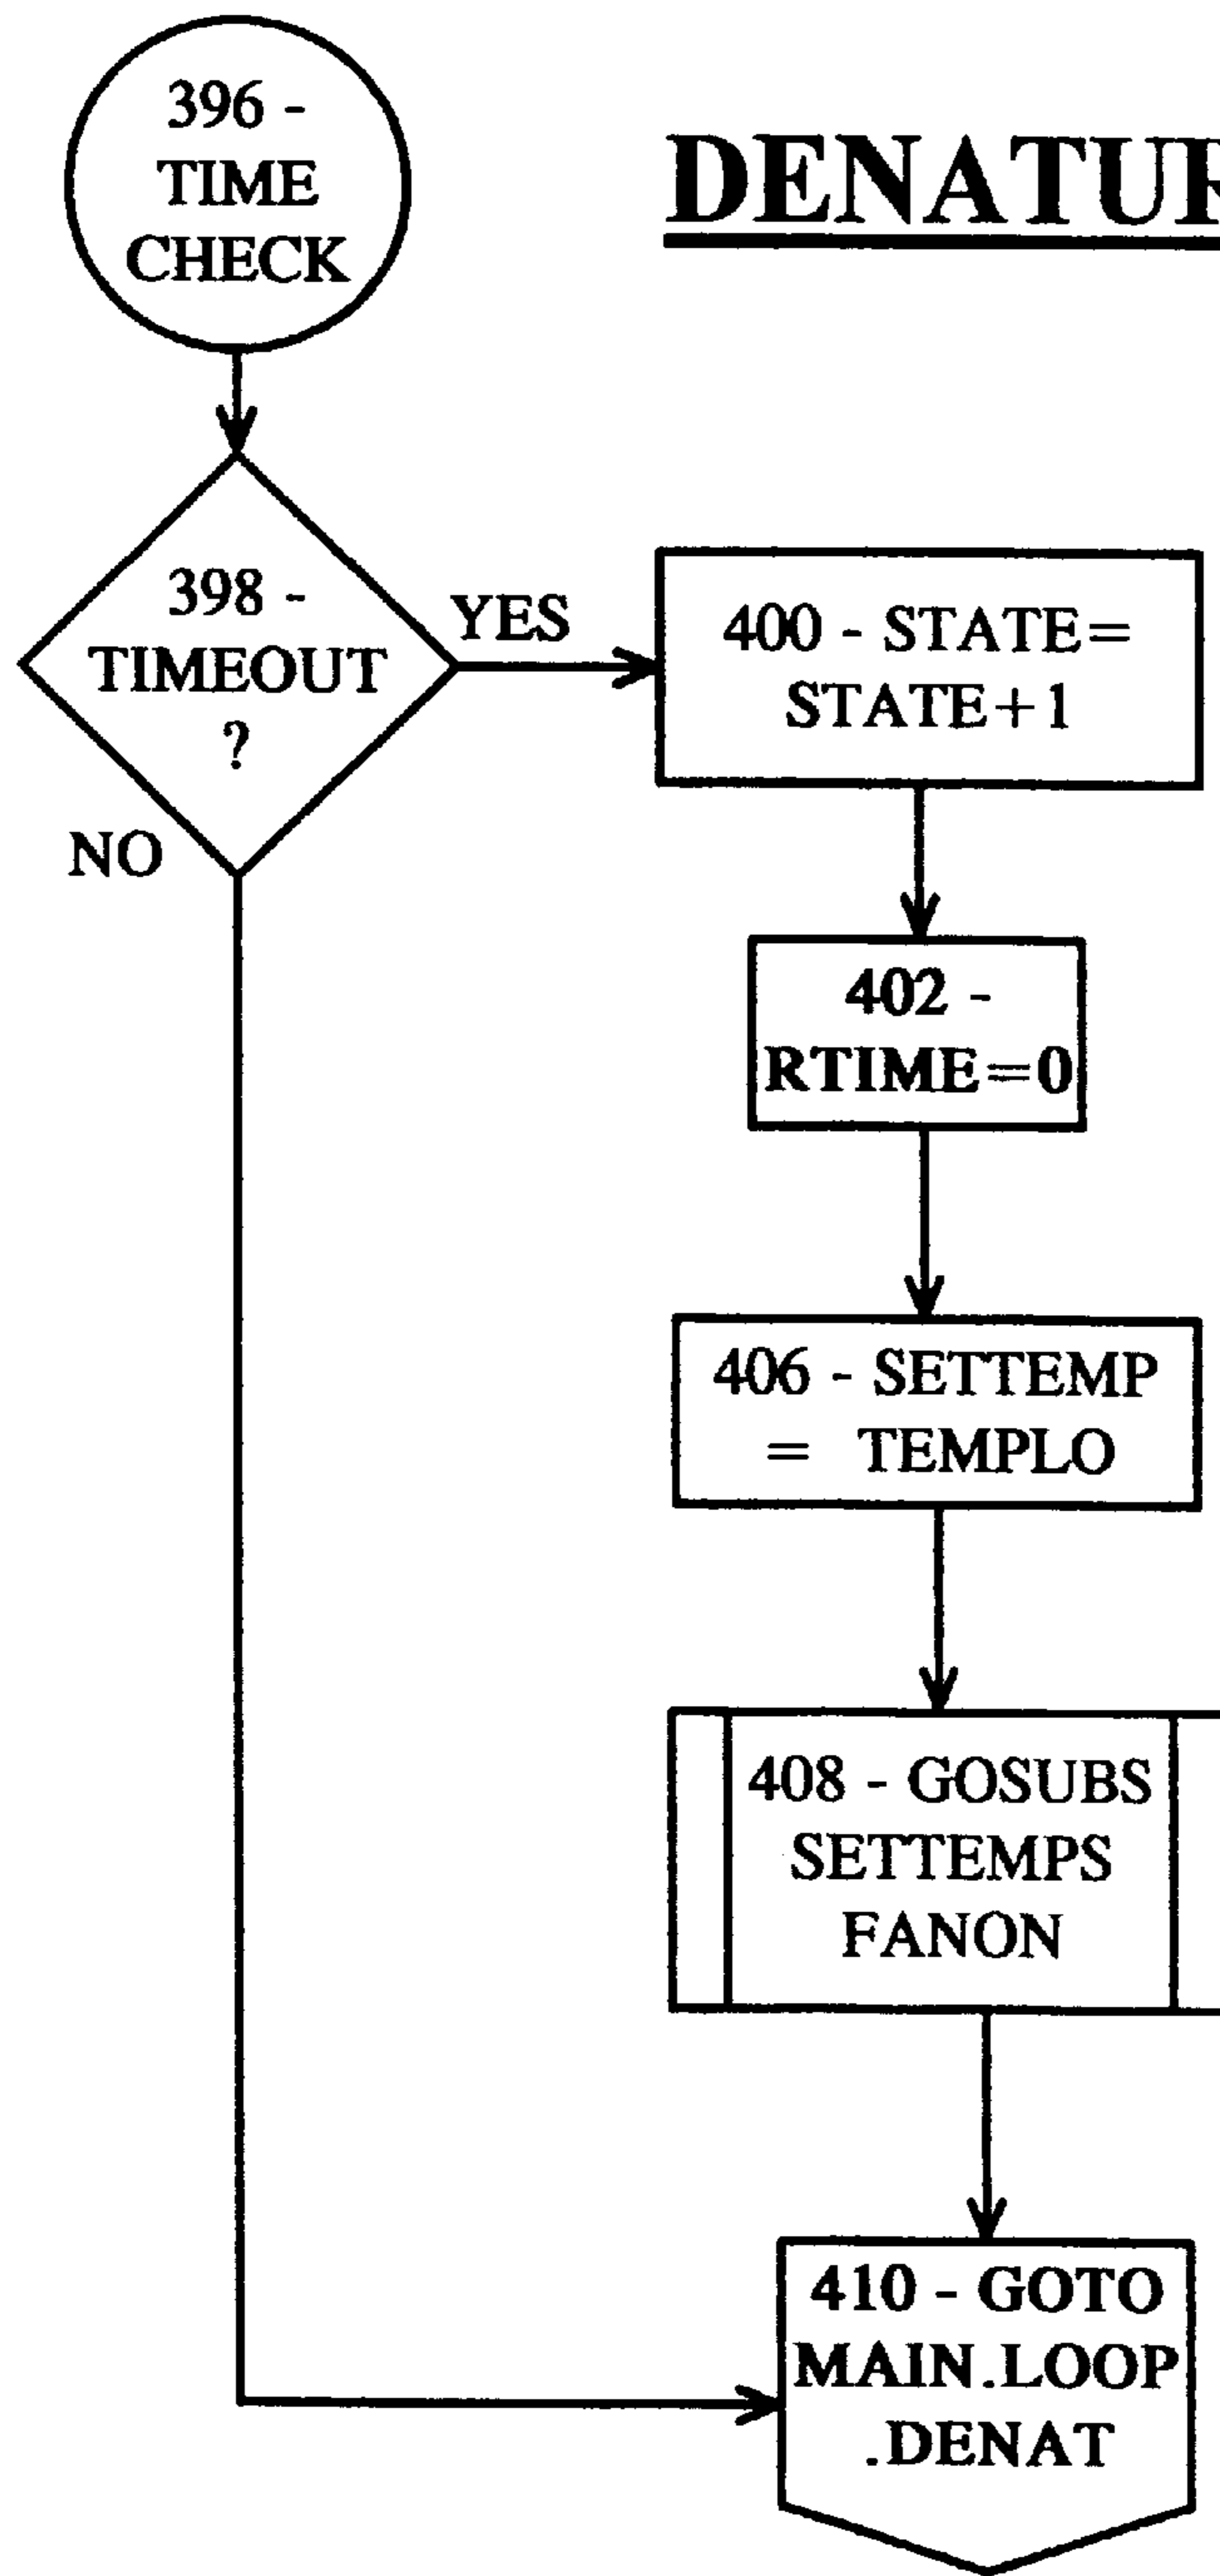 396 -
TIME
CHECK
DENATUR
398 -
TIMEOUT
?
YES
NO
400 - STATE=
STATE+1
402 -
RTIME=0
406 - SETTEMP
= TEMPLO
408 - GOSUBS
SETTEMPS
FANON
410 - GOTO
MAIN.LOOP
.DENAT